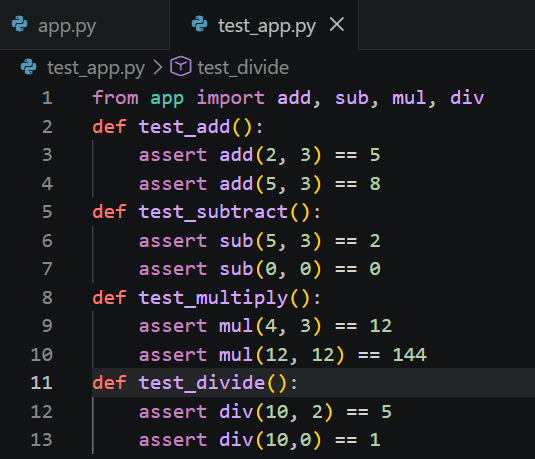 app.py test_app.py
test_app.py > test_divide
1 from app import add, sub, mul, div
2 def test_add():
3     assert add(2, 3) == 5
4     assert add(5, 3) == 8
5 def test_subtract():
6     assert sub(5, 3) == 2
7     assert sub(0, 0) == 0
8 def test_multiply():
9     assert mul(4, 3) == 12
10     assert mul(12, 12) == 144
11 def test_divide():
12     assert div(10, 2) == 5
13     assert div(10,0) == 1